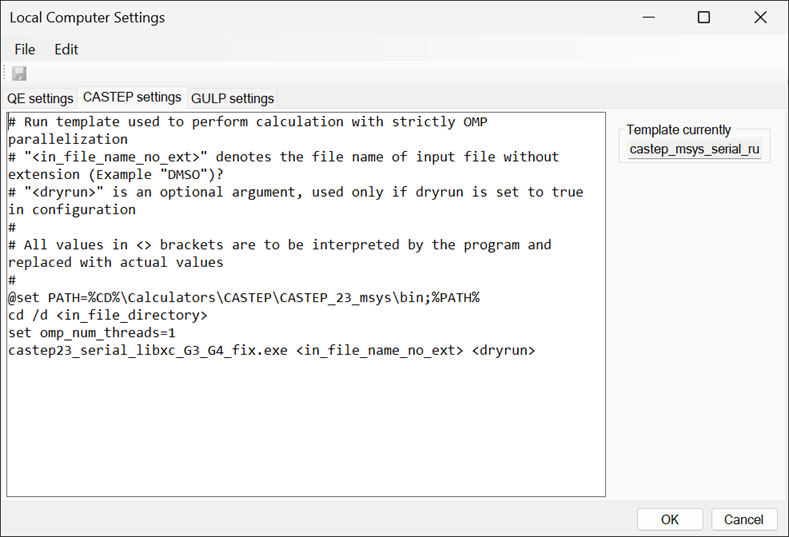 Local Computer Settings
File Edit
QE settings CASTEP settings GULP settings
# Run template used to perform calculation with strictly OMP
parallelization
# "<in_file_name_no_ext>" denotes the file name of input file without
extension (Example "DMSO")?
# "<dryrun>" is an optional argument, used only if dryrun is set to true
in configuration
#
# All values in <> brackets are to be interpreted by the program and
replaced with actual values
#
@set PATH=%CD%\Calculators\CASTEP\CASTEP_23_msys\bin;%PATH%
cd /d <in_file_directory>
set omp_num_threads=1
castep23_serial_libxc_G3_G4_fix.exe <in_file_name_no_ext> <dryrun>
Template currently
castep_msys_serial_ru
OK Cancel